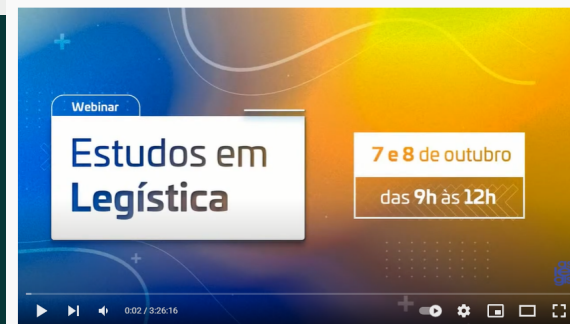 Webinar
Estudos em
Legística
7 e 8 de outubro
das 9h às 12h
0:02 / 3:26:16